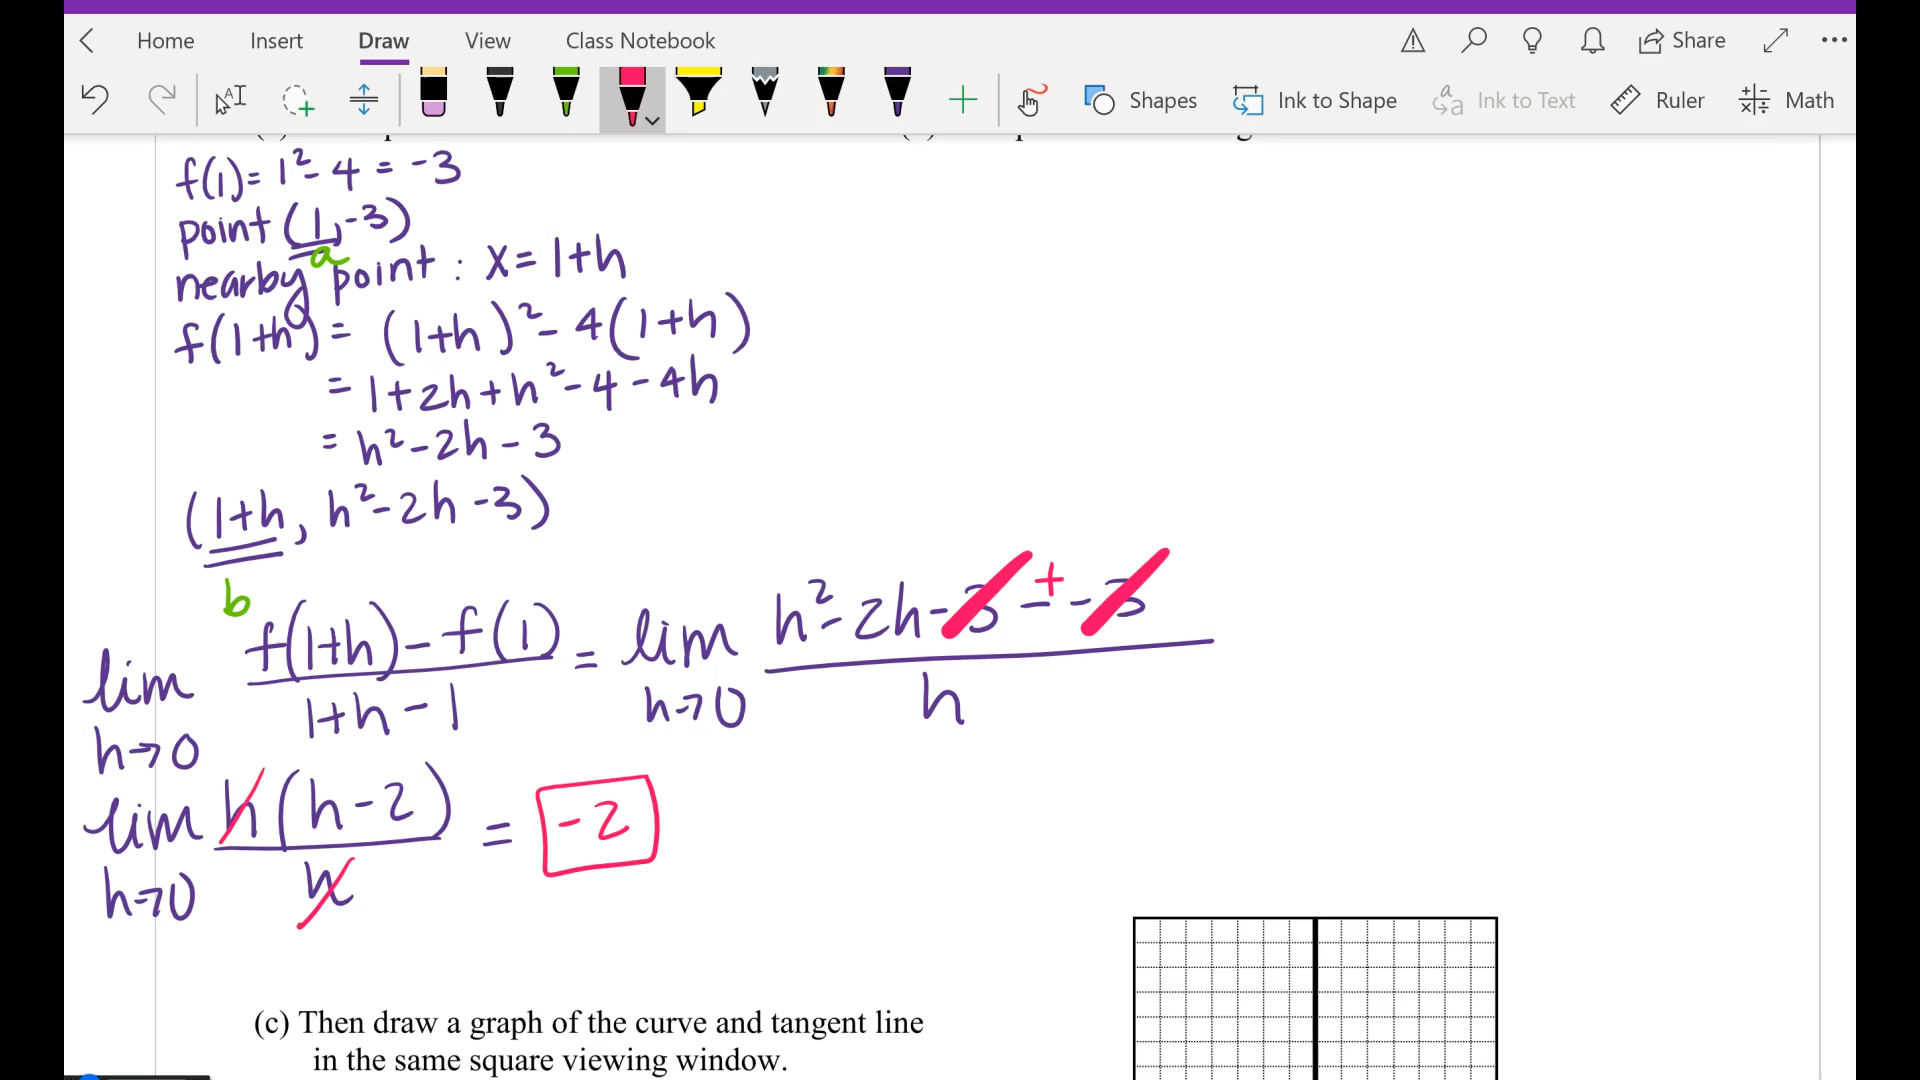 Home Insert Draw View Class Notebook Share
Shapes Ink to Shape Ink to Text Ruler Math
f(1) = 1² - 4 = -3
point (1, -3)
a
nearby point : x = 1+h
f(1+h) = (1+h)² - 4(1+h)
= 1+2h+h² - 4 - 4h
= h² - 2h - 3
(1+h, h² - 2h - 3)
b
lim h→0 (f(1+h) - f(1))/(1+h - 1) = lim h→0 (h² - 2h - 3 + - 3)/h
lim h→0 h(h - 2)/h = -2
(c) Then draw a graph of the curve and tangent line
in the same square viewing window.